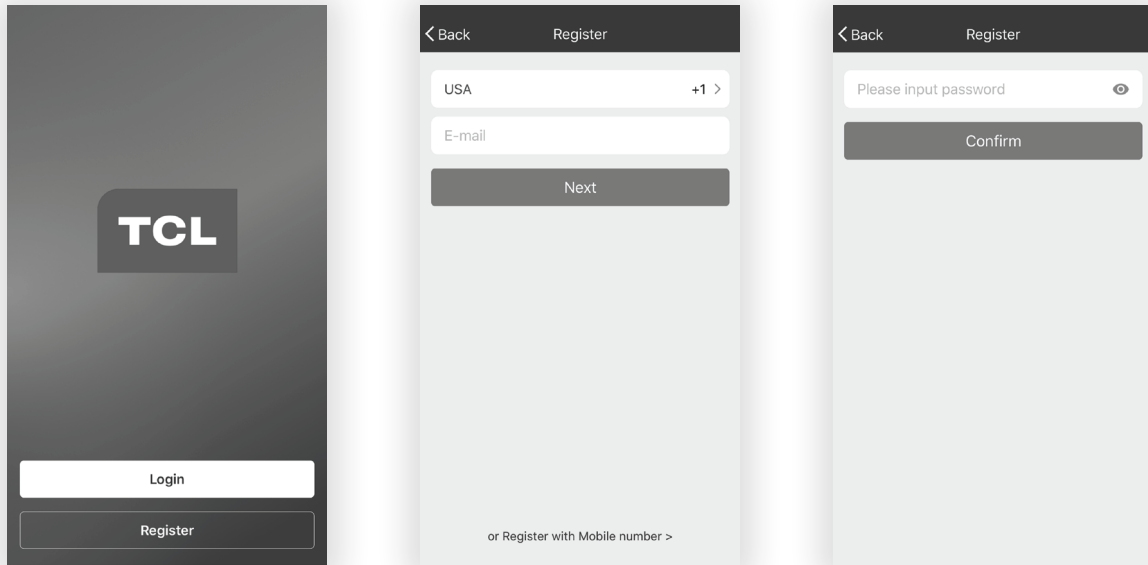 TCL
Login
Register
Back Register
USA +1 >
E-mail
Next
or Register with Mobile number >
Back Register
Please input password
Confirm